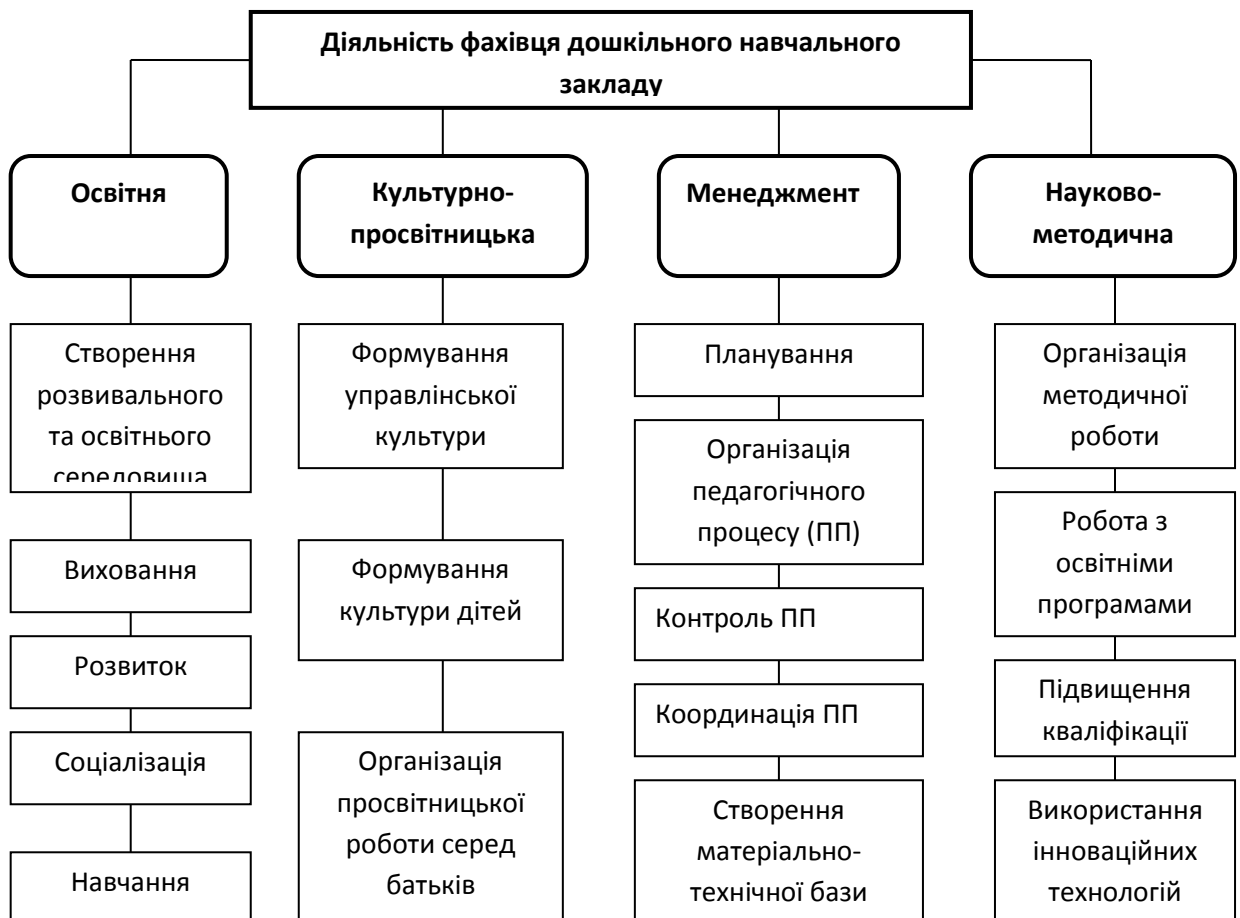 Діяльність фахівця дошкільного навчального
закладу
Освітня
Культурно-
просвітницька
Менеджмент
Науково-
методична
Створення
розвивального
та освітнього
середовища
Виховання
Розвиток
Соціалізація
Навчання
Формування
управлінської
культури
Формування
культури дітей
Організація
просвітницької
роботи серед
батьків
Планування
Організація
педагогічного
процесу (ПП)
Контроль ПП
Координація ПП
Створення
матеріально-
технічної бази
Організація
методичної
роботи
Робота з
освітніми
програмами
Підвищення
кваліфікації
Використання
інноваційних
технологій